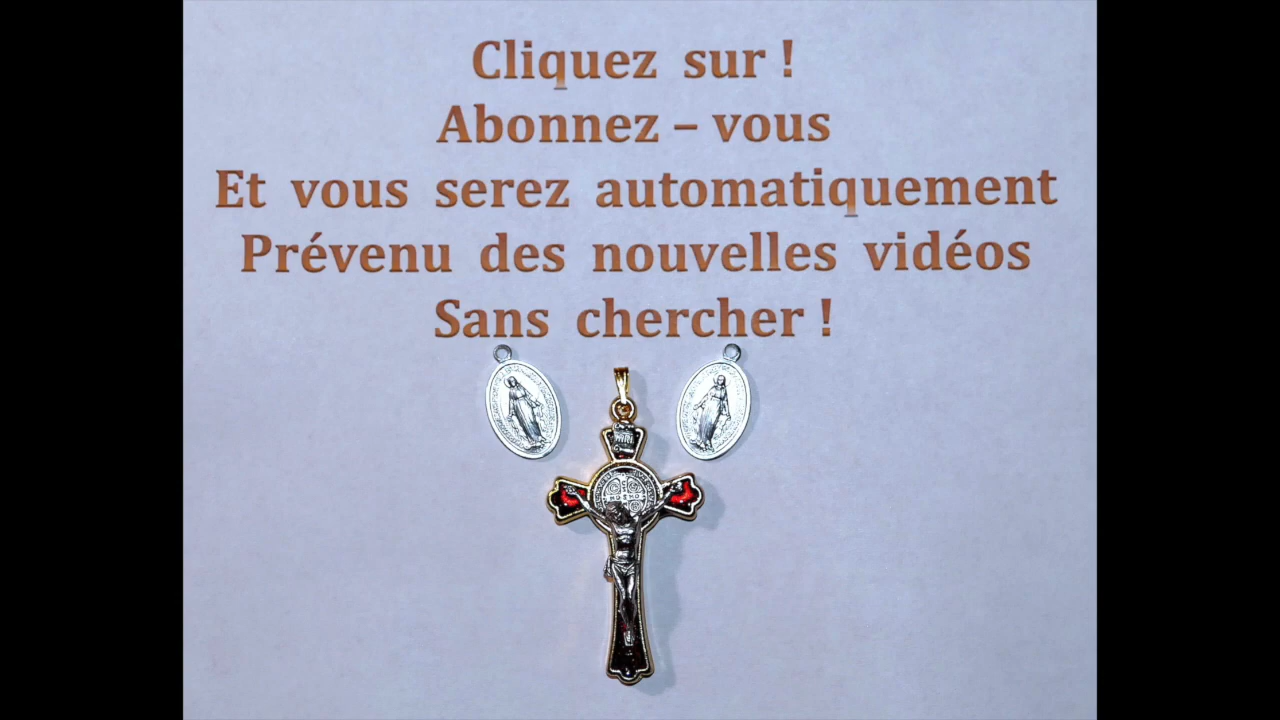 Cliquez sur !
Abonnez – vous
Et vous serez automatiquement
Prévenu des nouvelles vidéos
Sans chercher !